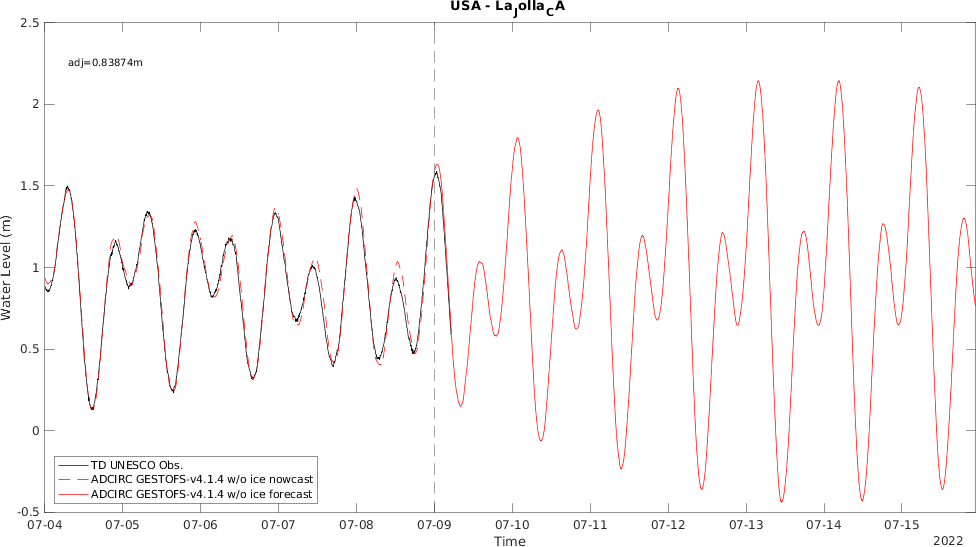 USA - LaJollaCA
adj=0.83874m
2.5
2
1.5
1
0.5
0
-0.5
Water Level (m)
TD UNESCO Obs.
ADCIRC GESTOFS-v4.1.4 w/o ice nowcast
ADCIRC GESTOFS-v4.1.4 w/o ice forecast
07-04 07-05 07-06 07-07 07-08 07-09 07-10 07-11 07-12 07-13 07-14 07-15
Time
2022